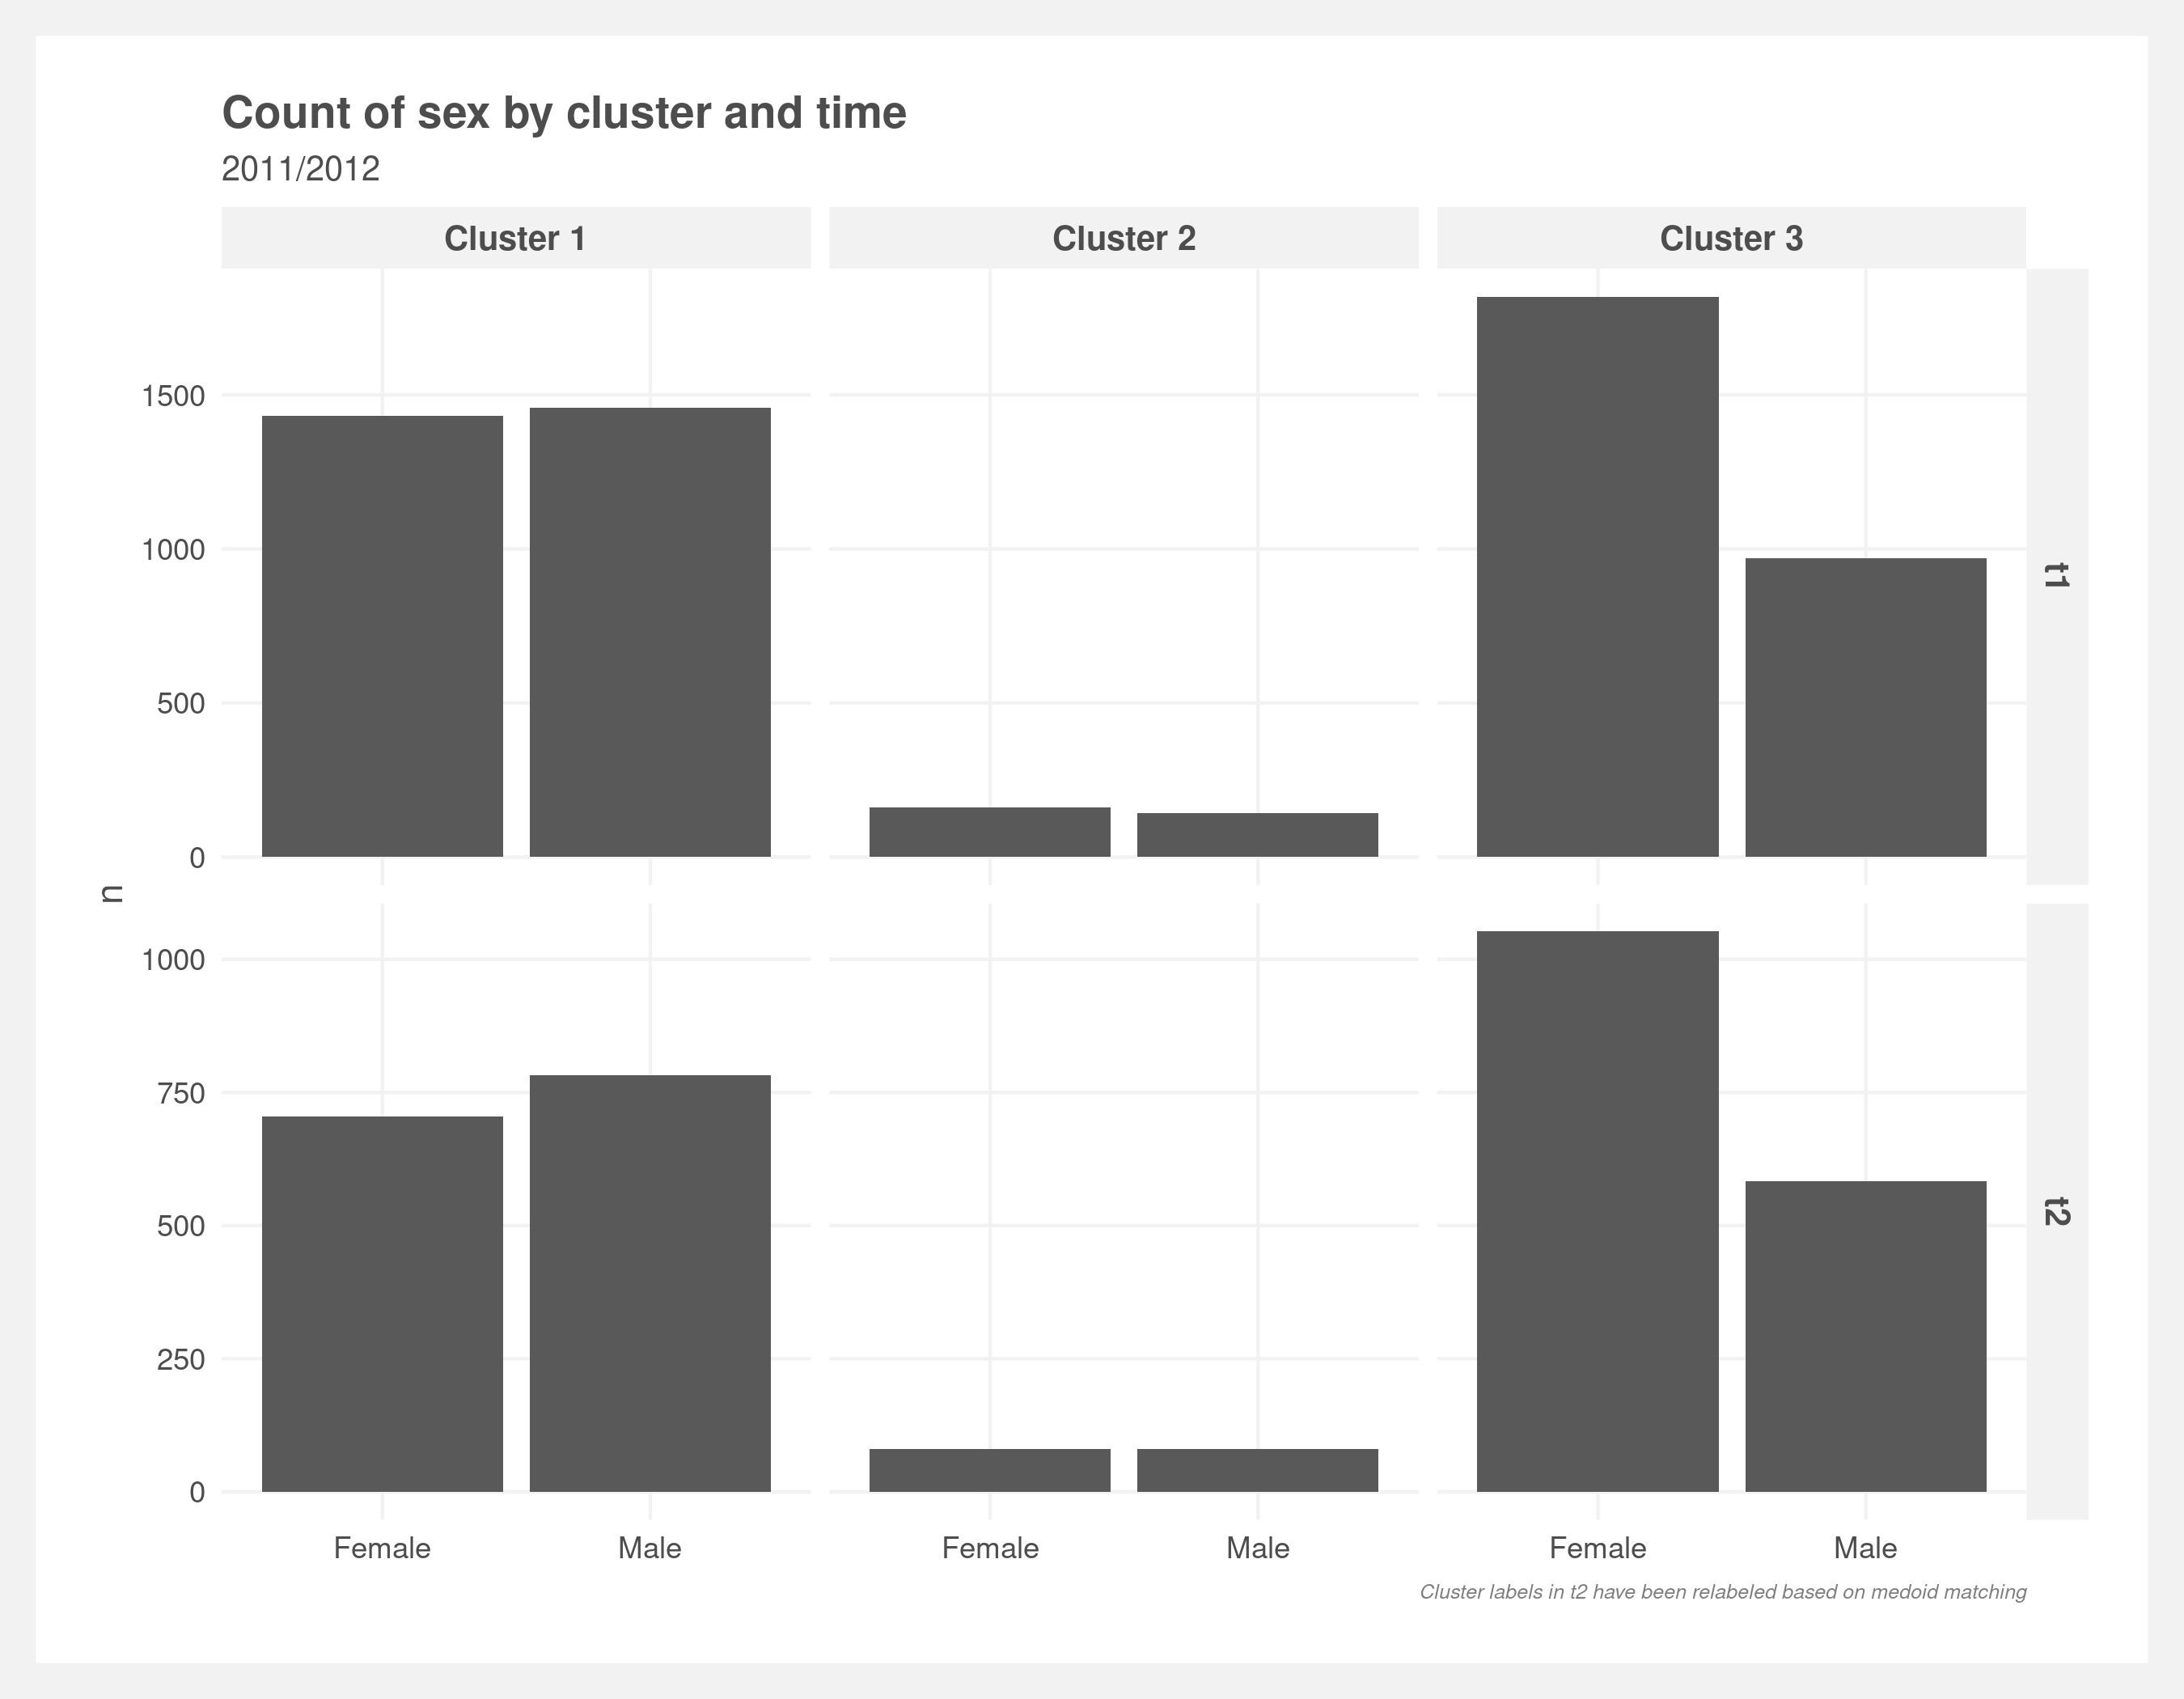 Count of sex by cluster and time
2011/2012
Cluster 1 Cluster 2 Cluster 3
1500
1000
500
0
t1
n
1000
750
500
250
0
t2
Female Male Female Male Female Male
Cluster labels in t2 have been relabeled based on medoid matching